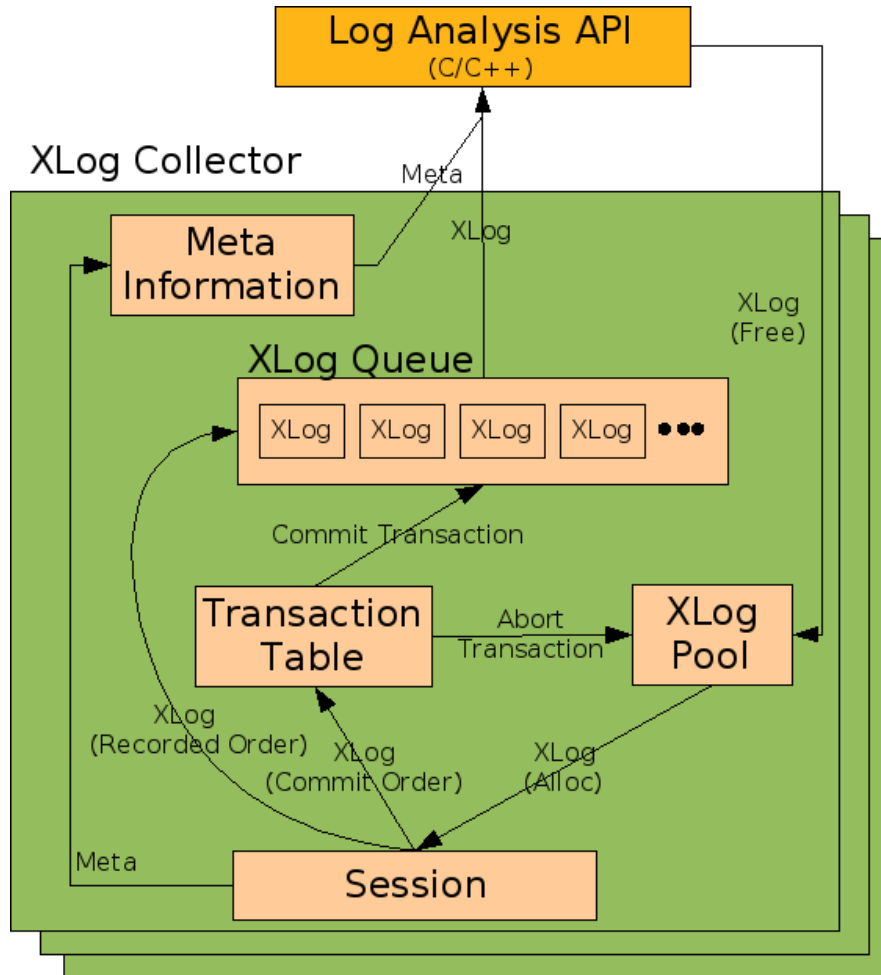 Log Analysis API
(C/C++)
XLog Collector
Meta
Meta
Information
XLog
XLog
(Free)
XLog Queue
XLog
XLog
XLog
XLog
Commit Transaction
Transaction
Table
Abort
Transaction
XLog
Pool
XLog
(Recorded Order)
XLog
(Commit Order)
XLog
(Alloc)
Meta
Session